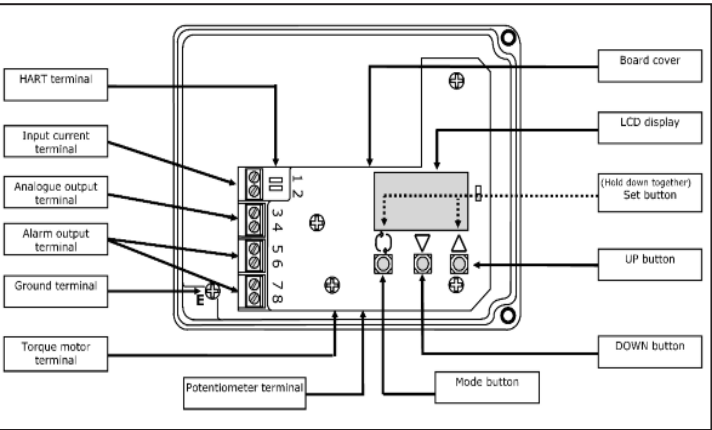 HART terminal
Input current
terminal
Analogue output
terminal
Alarm output
terminal
Ground terminal
Torque motor
terminal
Potentiometer terminal
Mode button
Board cover
LCD display
(Hold down together)
Set button
UP button
DOWN button
1
2
3
4
5
6
7
8
E